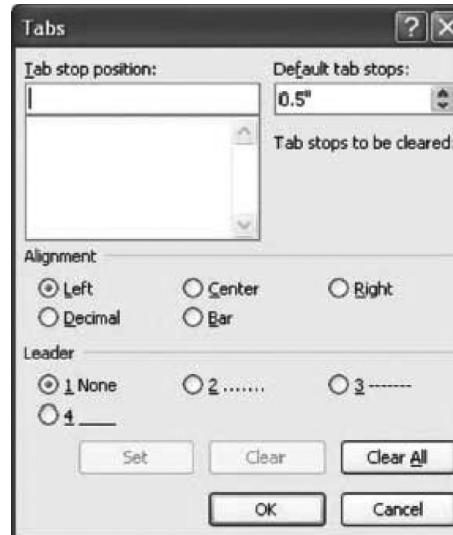 Tabs
Tab stop position: Default tab stops:
0.5"
Tab stops to be cleared:
Alignment
Left Center Right
Decimal Bar
Leader
1 None 2 ....... 3 -------
4 ____
Set Clear Clear All
OK Cancel